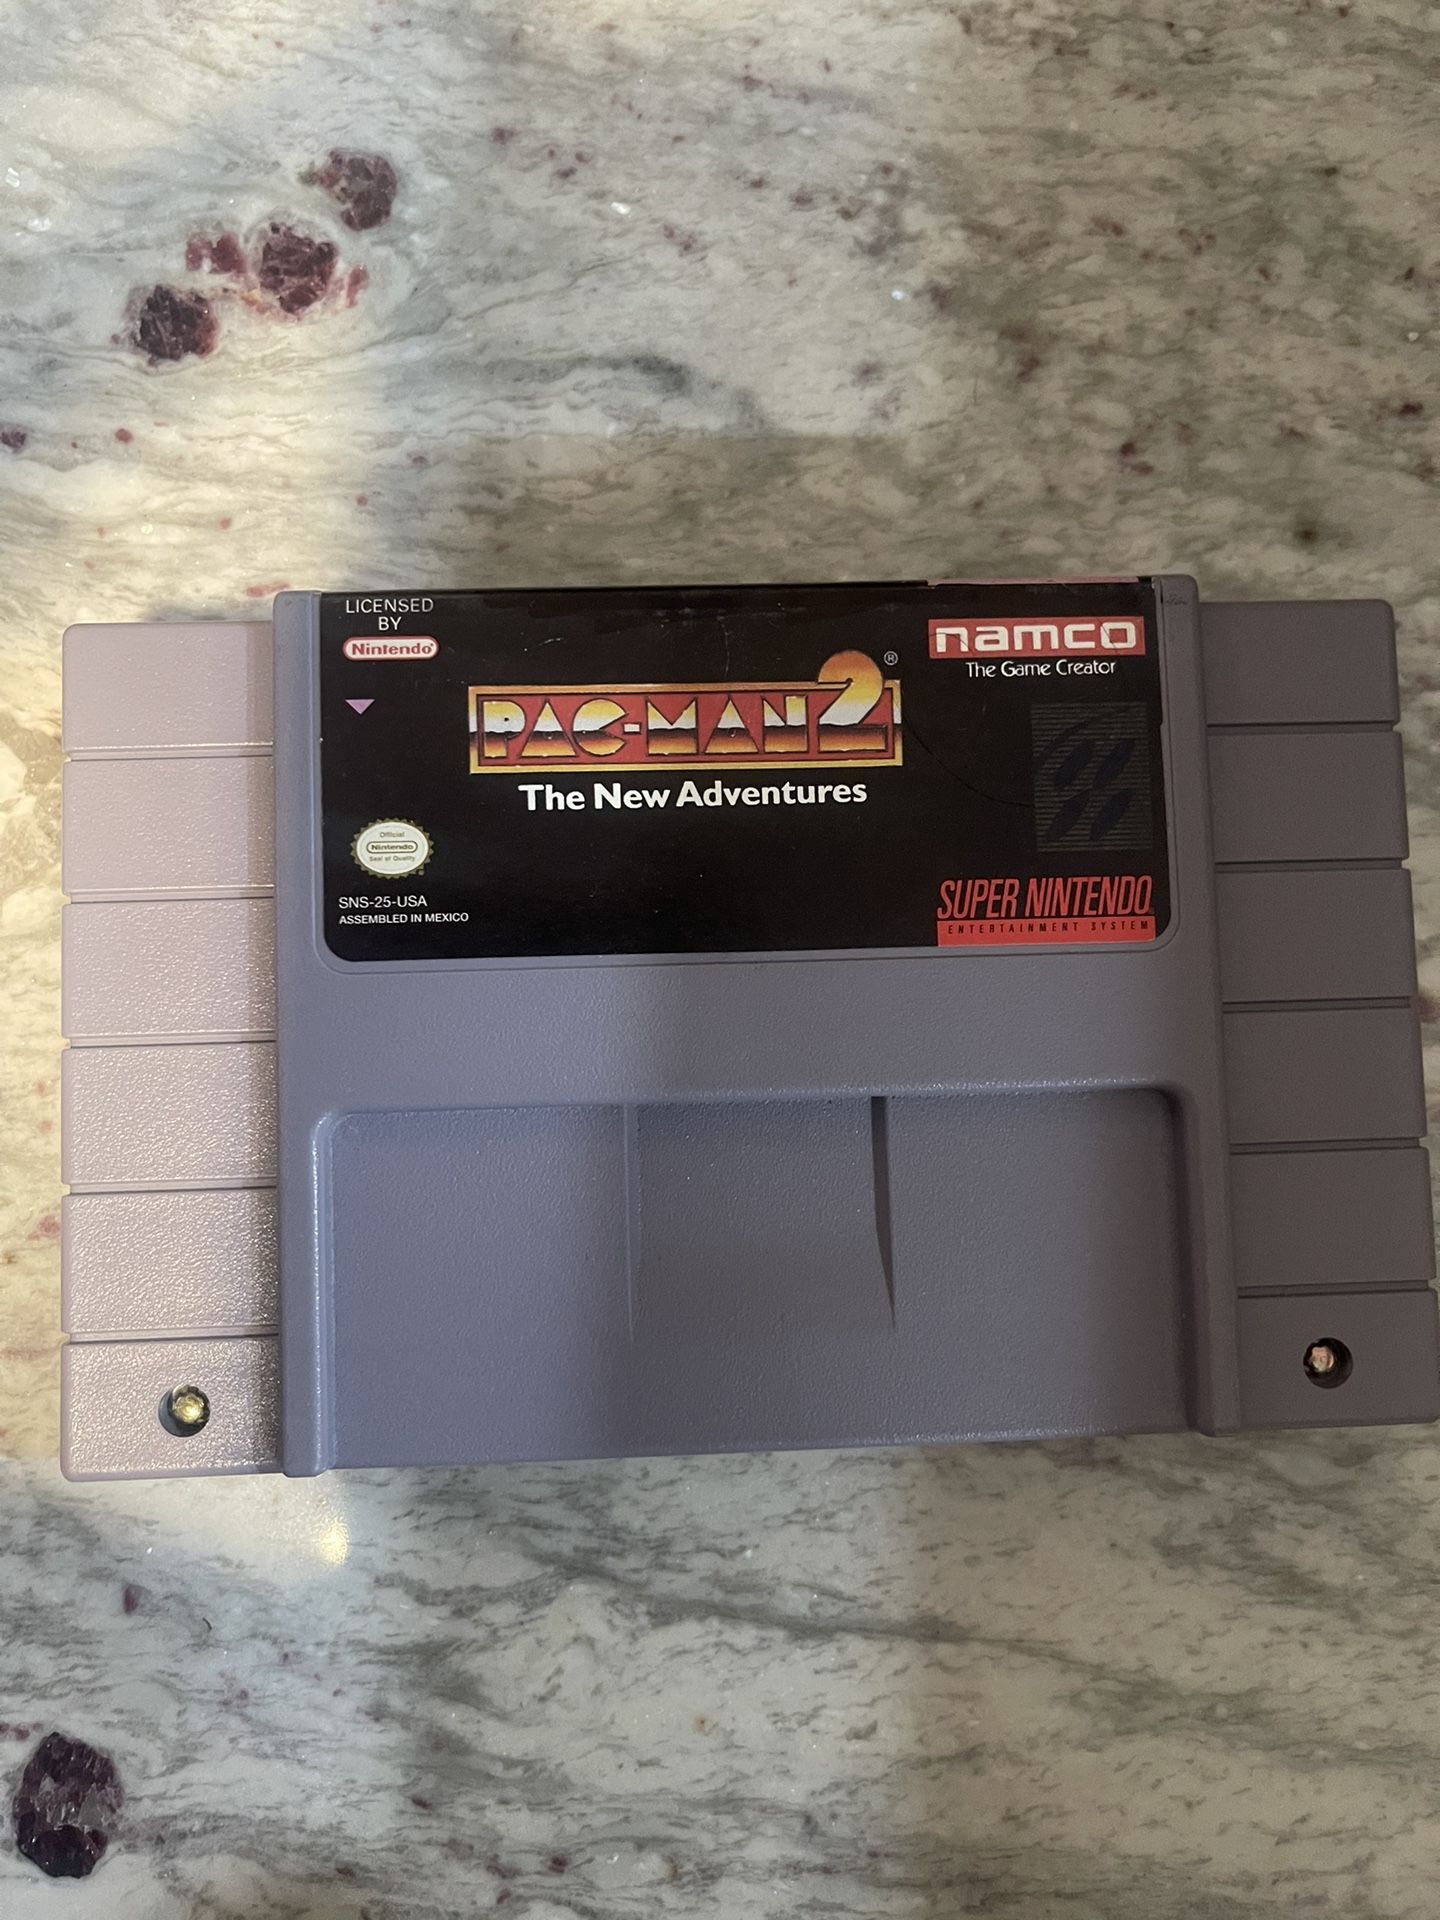 LICENSED
BY
Nintendo®
namco
The Game Creator
PAC-MAN 2®
The New Adventures
Official
Nintendo
Seal of Quality
SNS-25-USA
ASSEMBLED IN MEXICO
SUPER NINTENDO
ENTERTAINMENT SYSTEM